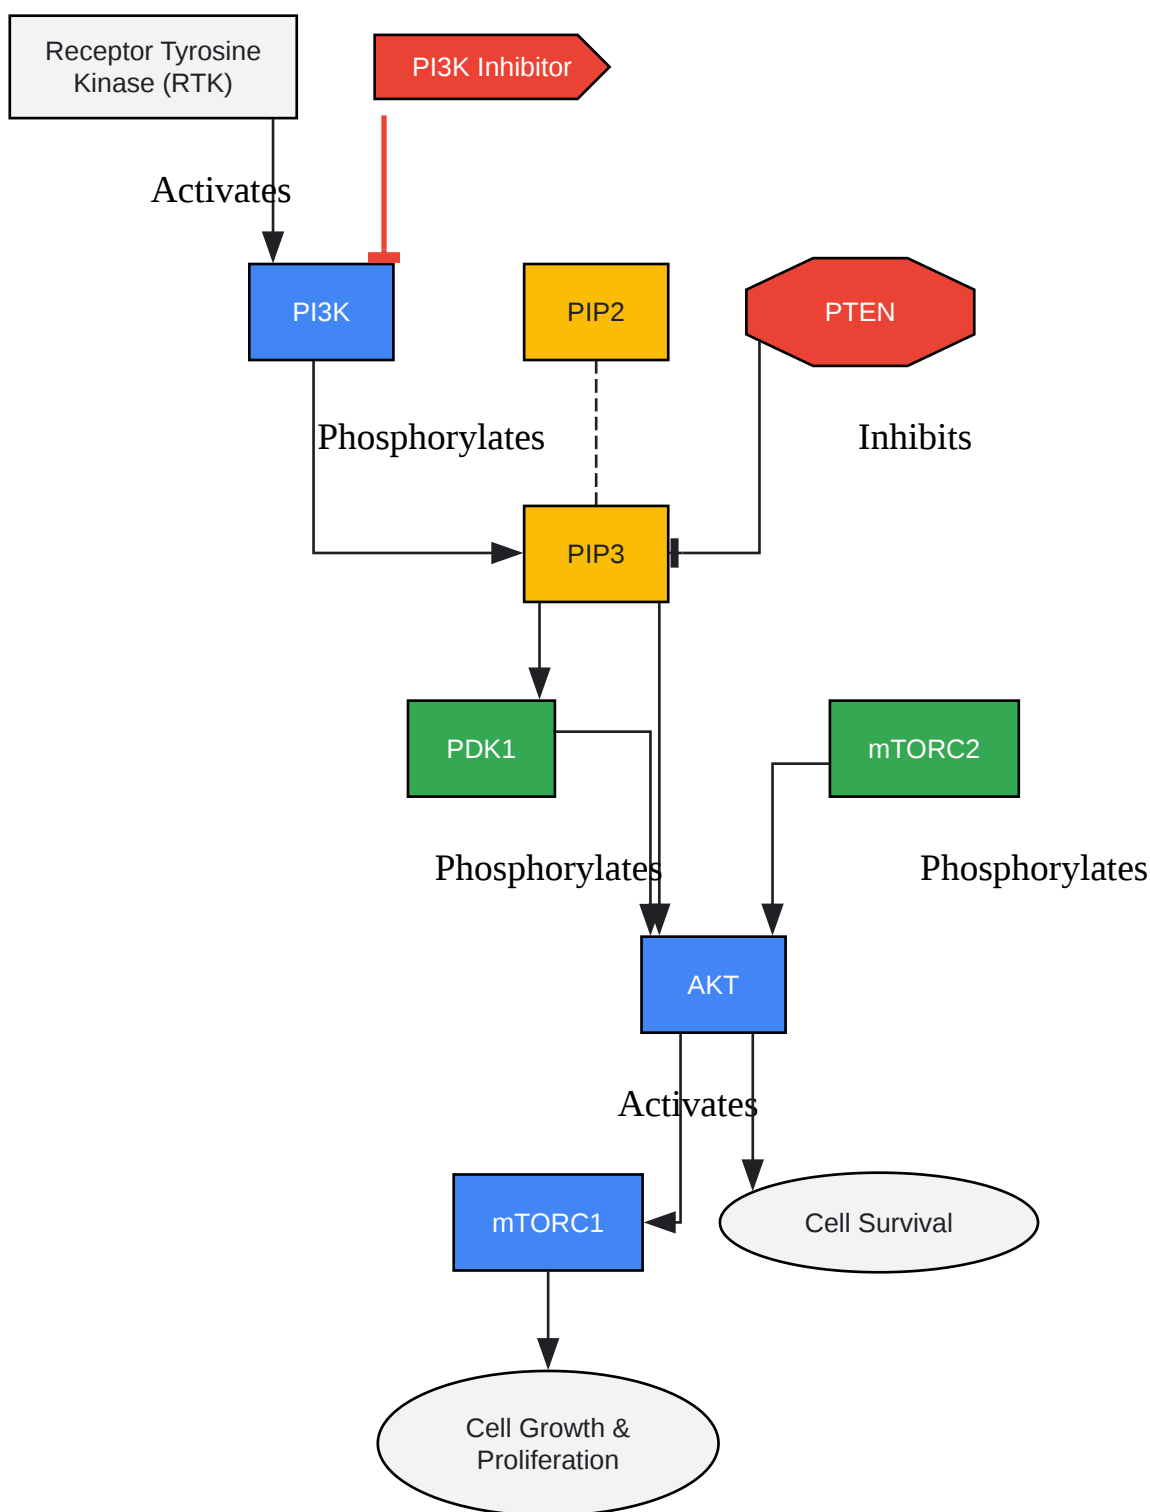 Receptor Tyrosine
Kinase (RTK)
PI3K Inhibitor
Activates
PI3K
PIP2
PTEN
Phosphorylates
Inhibits
PIP3
PDK1
mTORC2
Phosphorylates
Phosphorylates
AKT
Activates
mTORC1
Cell Survival
Cell Growth &
Proliferation